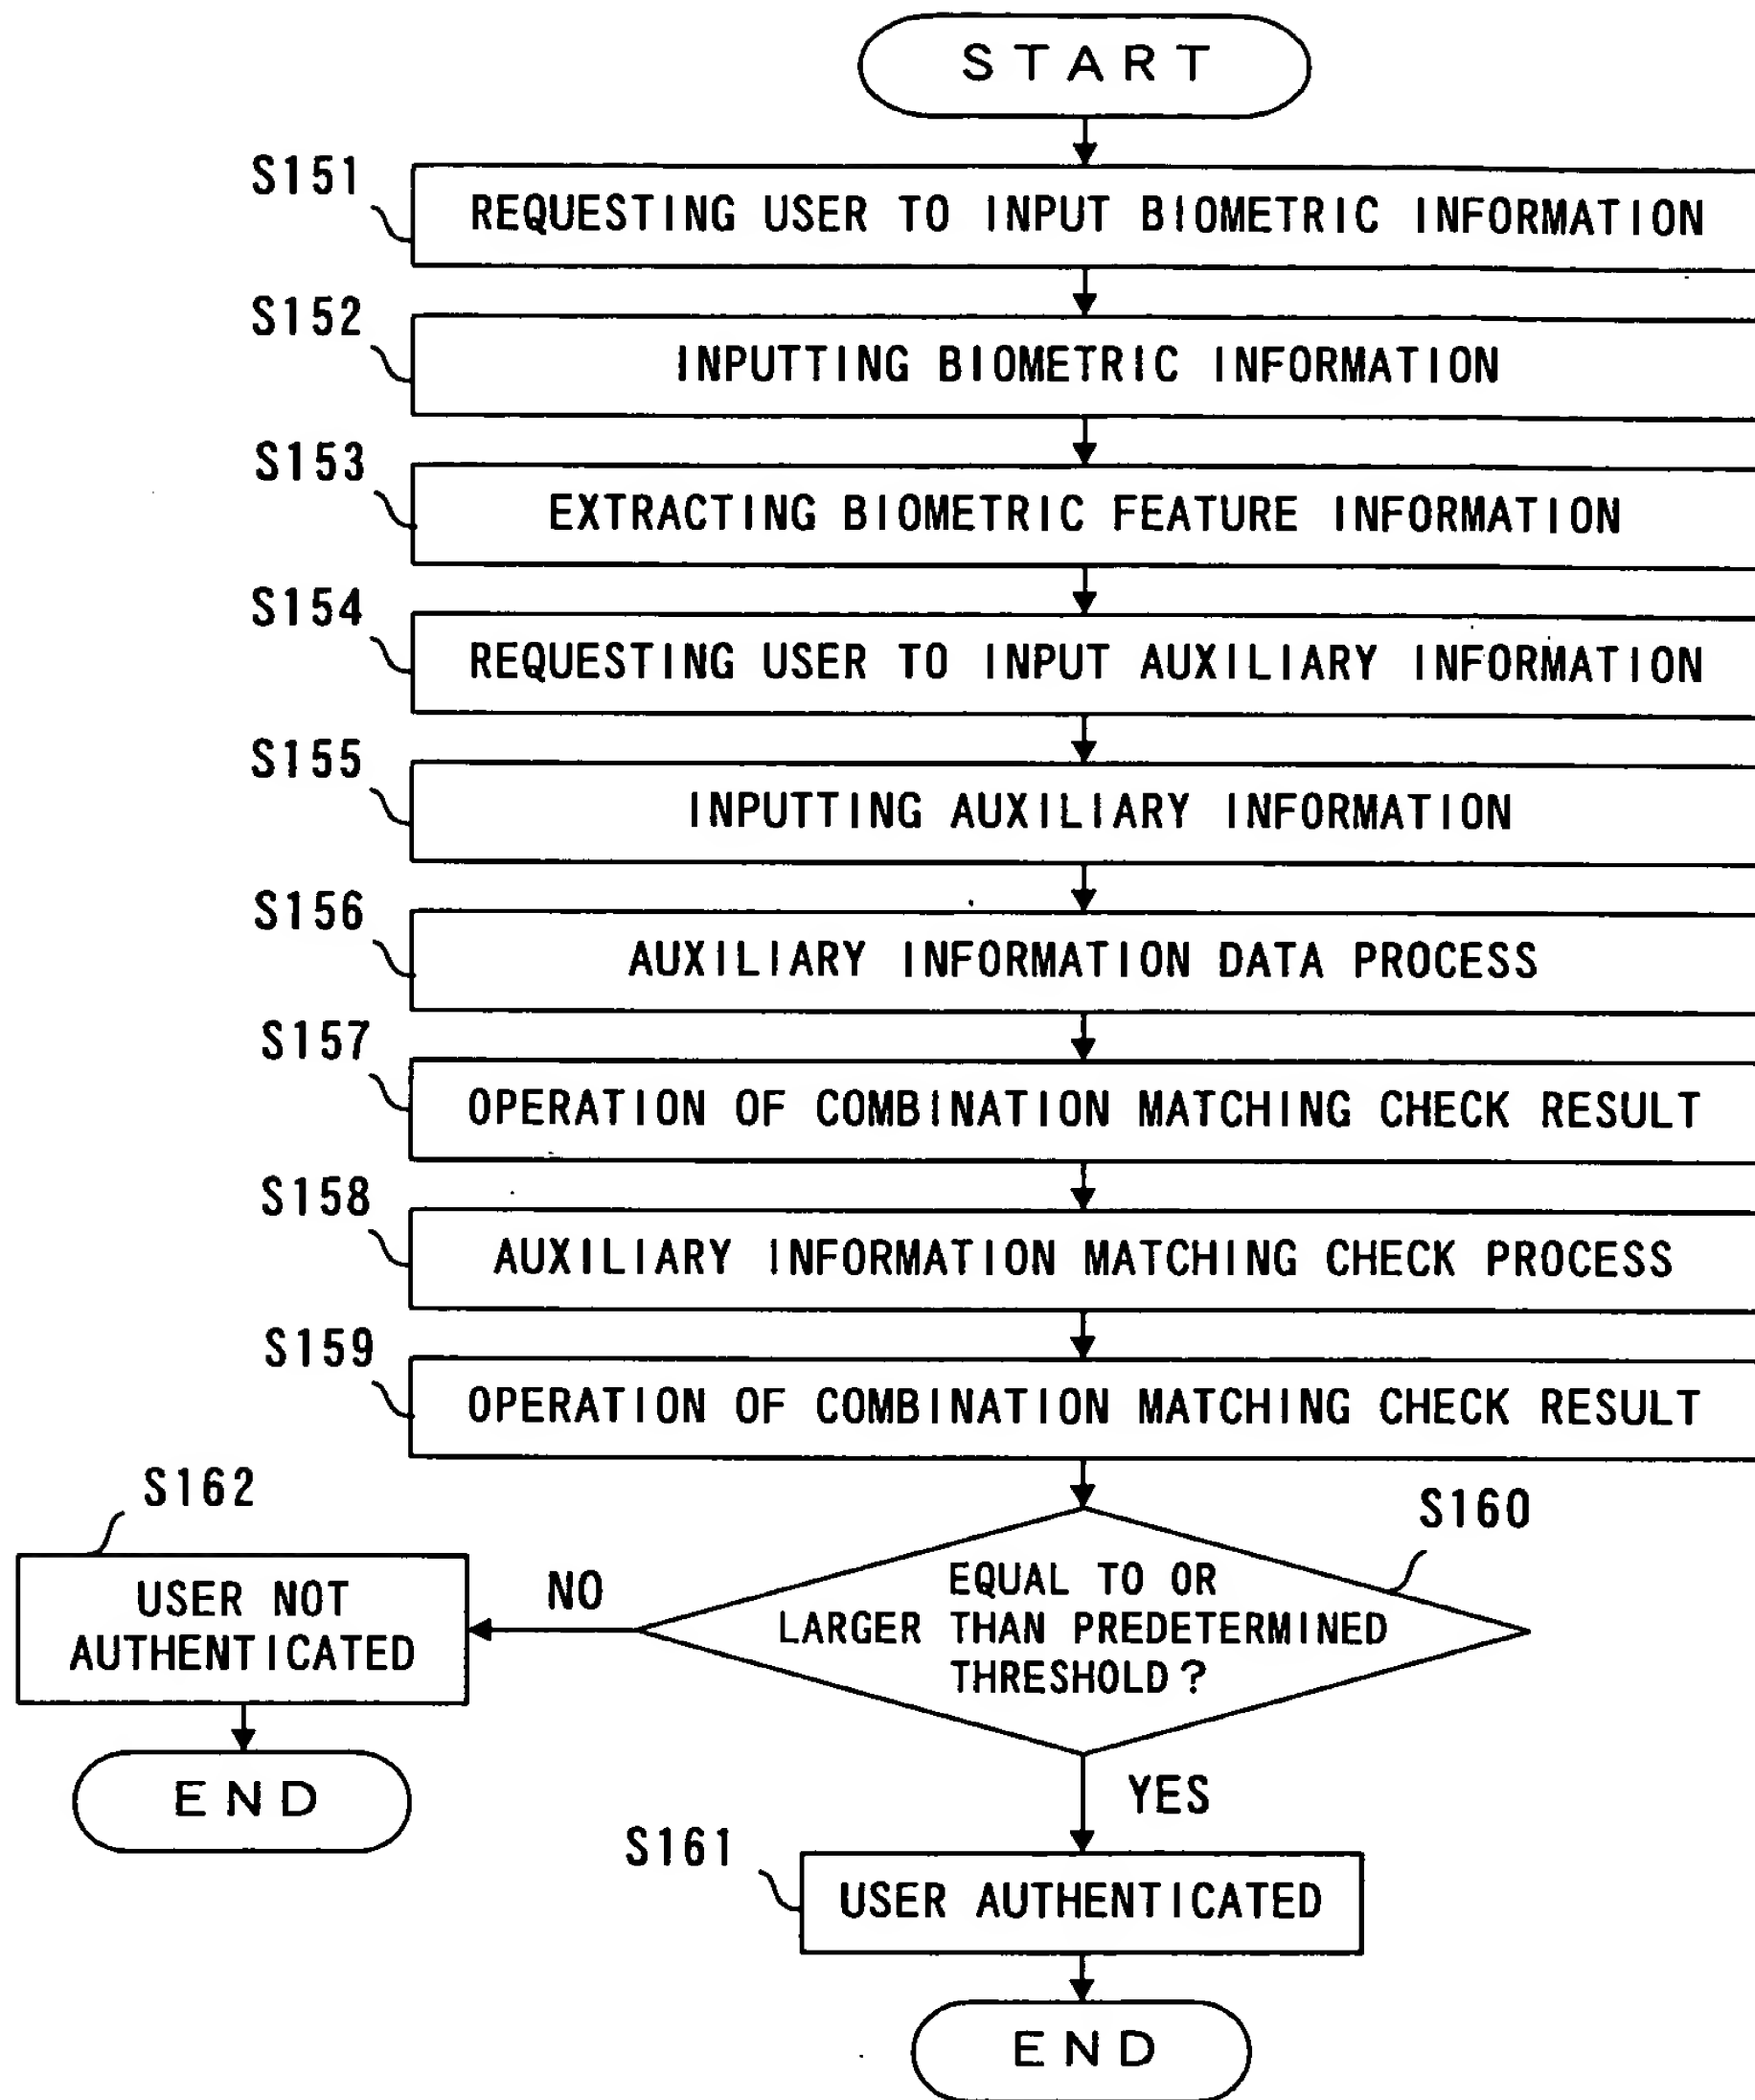 START
S151
REQUESTING USER TO INPUT BIOMETRIC INFORMATION
S152
INPUTTING BIOMETRIC INFORMATION
S153
EXTRACTING BIOMETRIC FEATURE INFORMATION
S154
REQUESTING USER TO INPUT AUXILIARY INFORMATION
S155
INPUTTING AUXILIARY INFORMATION
S156
AUXILIARY INFORMATION DATA PROCESS
S157
OPERATION OF COMBINATION MATCHING CHECK RESULT
S158
AUXILIARY INFORMATION MATCHING CHECK PROCESS
S159
OPERATION OF COMBINATION MATCHING CHECK RESULT
S160
EQUAL TO OR
LARGER THAN PREDETERMINED
THRESHOLD?
NO
S162
USER NOT
AUTHENTICATED
END
YES
S161
USER AUTHENTICATED
END